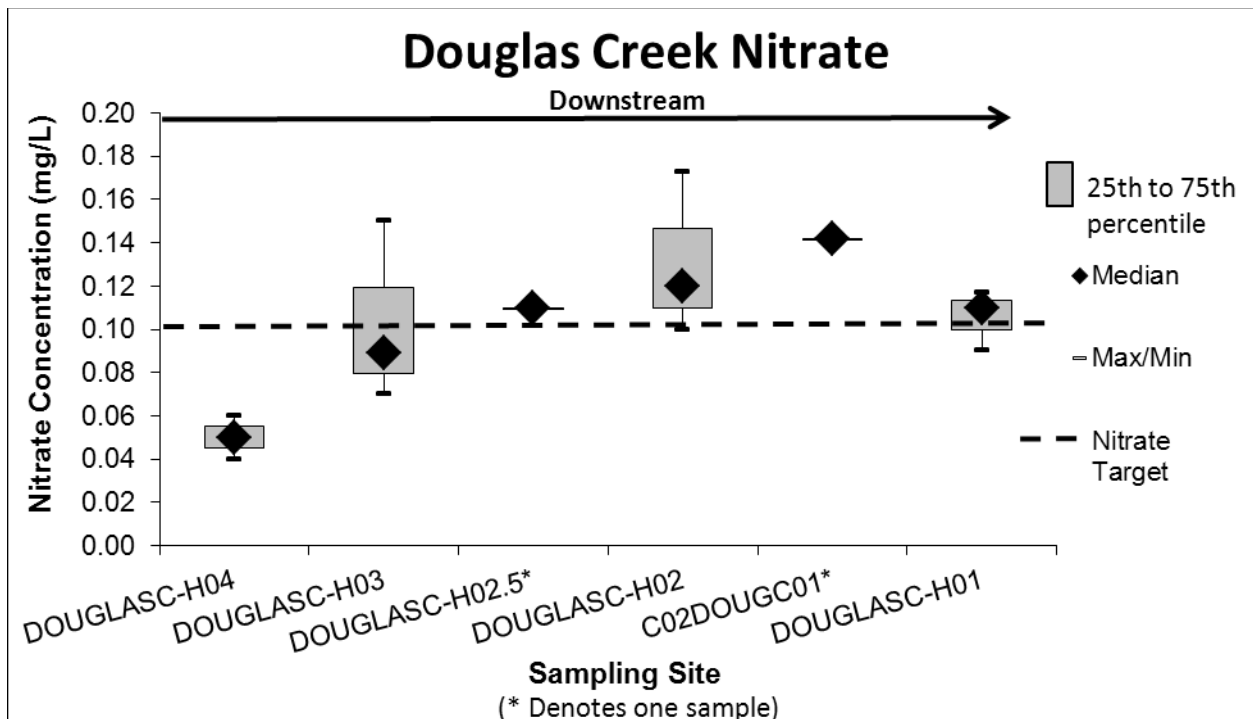 Douglas Creek Nitrate
Downstream
Nitrate Concentration (mg/L)
0.20
0.18
0.16
0.14
0.12
0.10
0.08
0.06
0.04
0.02
0.00
DOUGLASC-H04
DOUGLASC-H03
DOUGLASC-H02.5*
DOUGLASC-H02
C02DOUGC01*
DOUGLASC-H01
Sampling Site
(* Denotes one sample)
25th to 75th
percentile
Median
Max/Min
Nitrate
Target